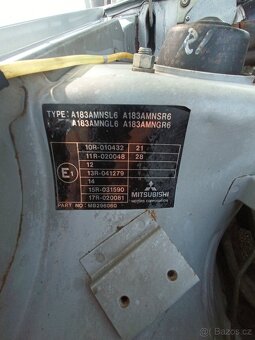 TYPE: A183AMNSL6 A183AMNSR6
A183AMNGL6 A183AMNGR6
10R-010432 21
11R-020048 28
12
E1 13R-041279
14
15R-031590
17R-020081
MITSUBISHI
MOTORS CORPORATION
PART NO : MB296060
Bazoš.cz